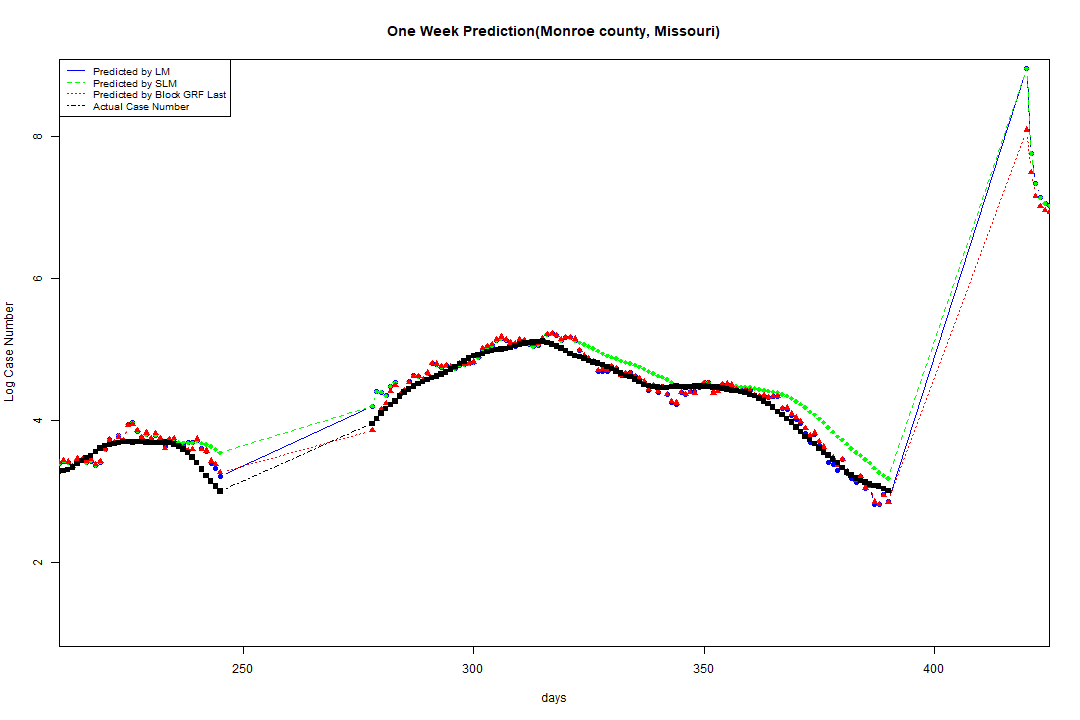 One Week Prediction(Monroe county, Missouri)
Predicted by LM
Predicted by SLM
Predicted by Block GRF Last
Actual Case Number
8
6
4
2
Log Case Number
250
300
350
400
days